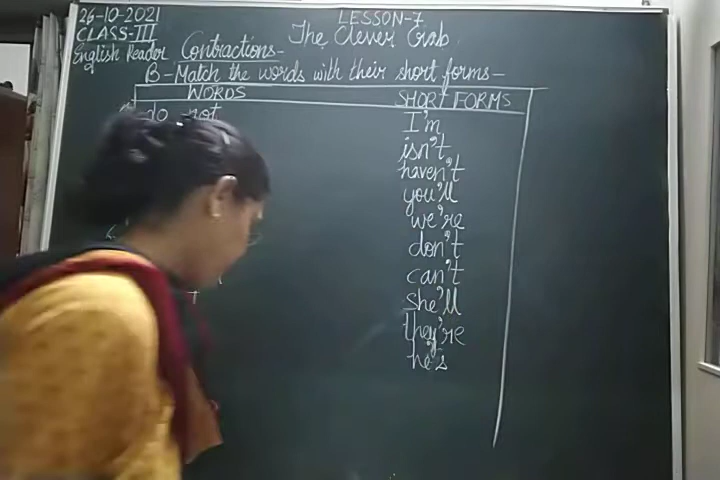 26-10-2021
LESSON-7
CLASS-III
The Clever Crab
English Reader
Contractions-
B-Match the words with their short forms-
WORDS
SHORT FORMS
do not
I'm
isn't
haven't
you'll
we're
don't
can't
she'll
they're
he's